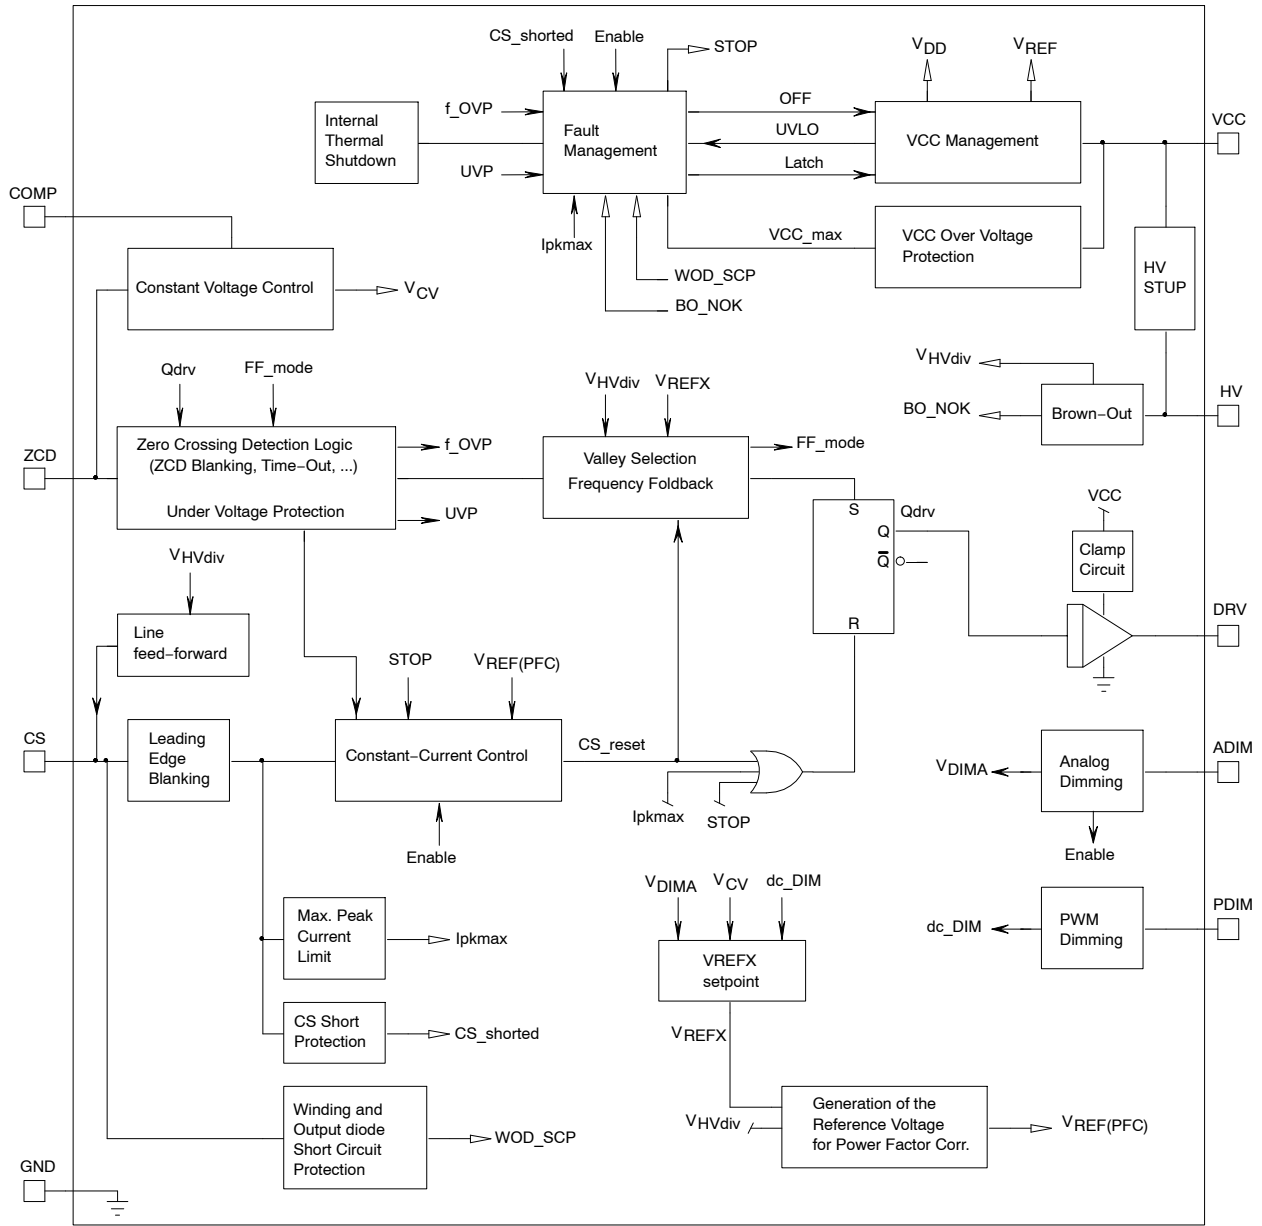 CS_shorted
Enable
STOP
VDD
VREF
f_OVP
UVP
Internal
Thermal
Shutdown
Fault
Management
OFF
UVLO
Latch
VCC Management
VCC
COMP
Ipkmax
VCC_max
VCC Over Voltage
Protection
WOD_SCP
BO_NOK
HV
STUP
Constant Voltage Control
VCV
Qdrv
FF_mode
VHVdiv
VREFX
VHVdiv
BO_NOK
Brown−Out
HV
ZCD
Zero Crossing Detection Logic
(ZCD Blanking, Time−Out, ...)
Under Voltage Protection
f_OVP
UVP
Valley Selection
Frequency Foldback
FF_mode
S
Q
Q
R
Qdrv
VCC
Clamp
Circuit
DRV
VHVdiv
Line
feed−forward
STOP
VREF(PFC)
CS
Leading
Edge
Blanking
Constant−Current Control
CS_reset
Ipkmax
STOP
Enable
VDIMA
Analog
Dimming
ADIM
Enable
Max. Peak
Current
Limit
Ipkmax
VDIMA
VCV
dc_DIM
VREFX
setpoint
dc_DIM
PWM
Dimming
PDIM
CS Short
Protection
CS_shorted
VREFX
Winding and
Output diode
Short Circuit
Protection
WOD_SCP
VHVdiv
Generation of the
Reference Voltage
for Power Factor Corr.
VREF(PFC)
GND